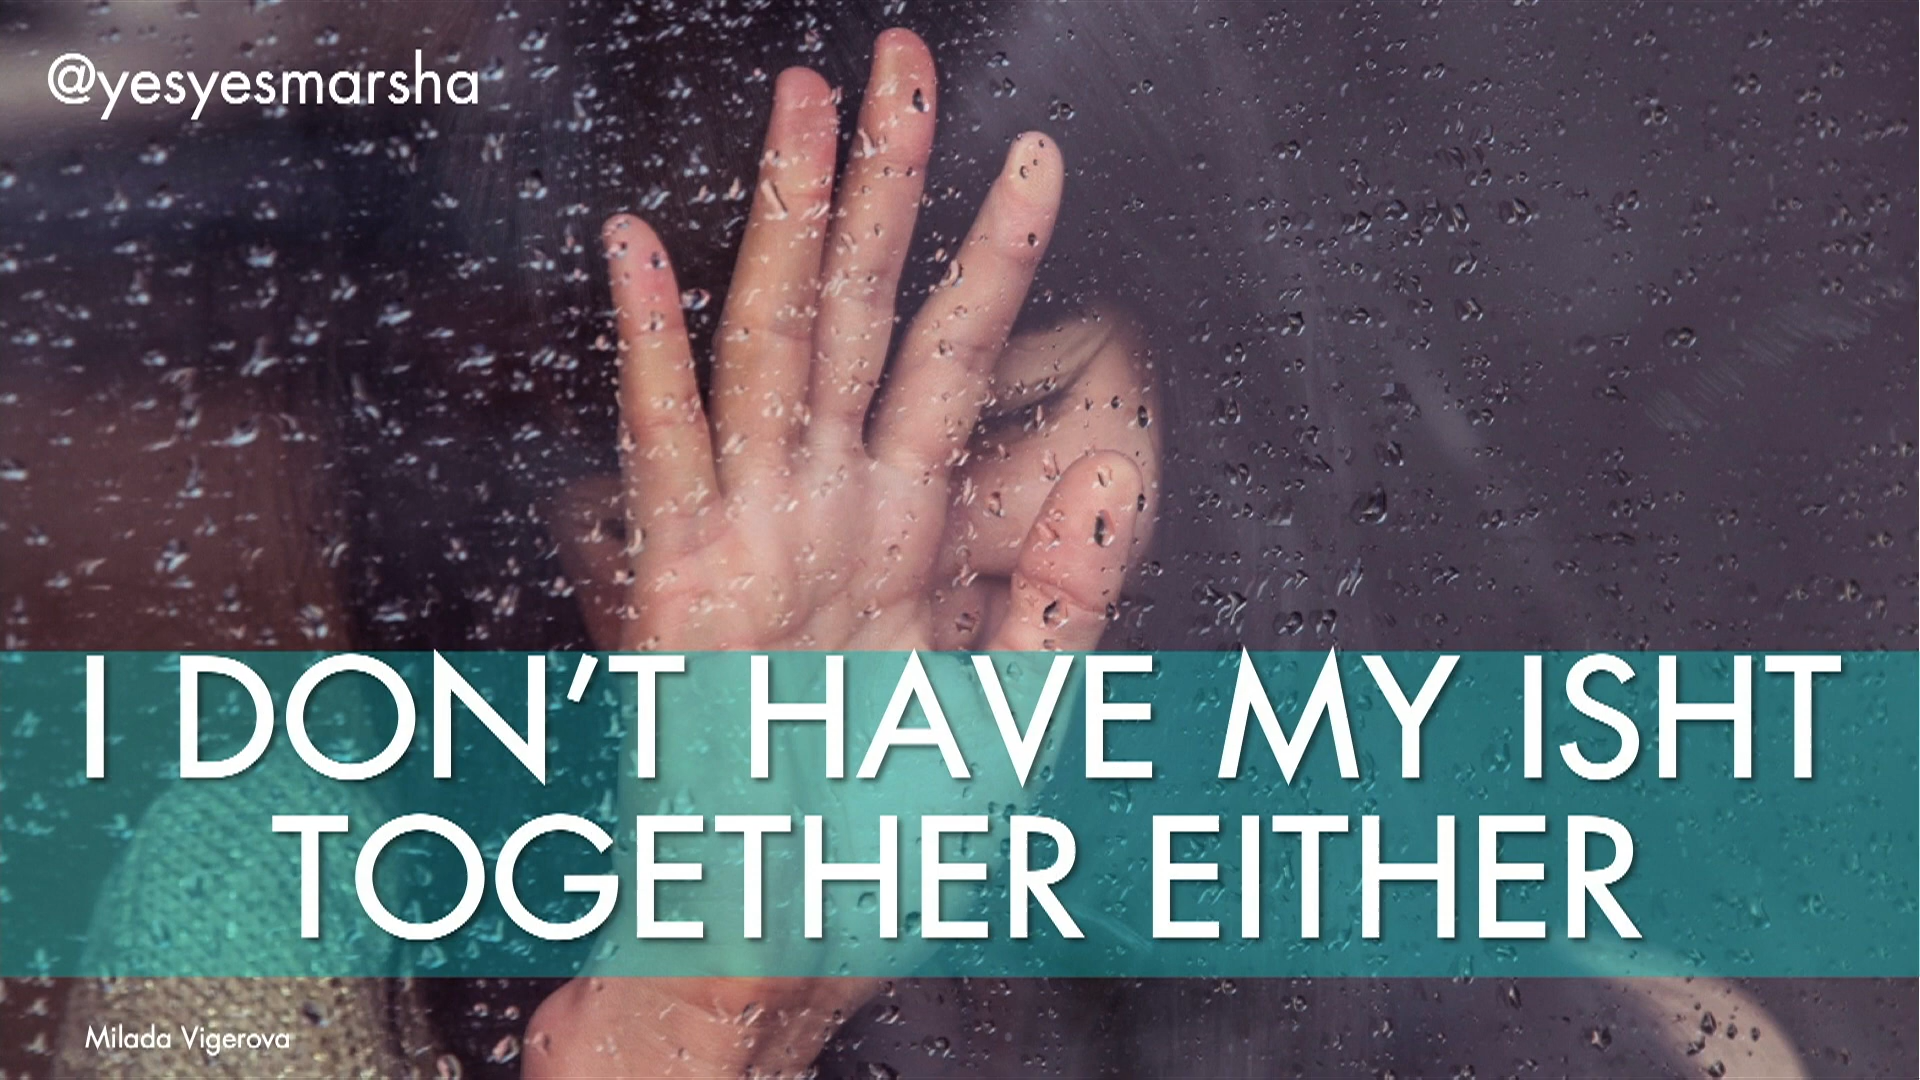 @yesyesmarsha
I DON'T HAVE MY ISHT
TOGETHER EITHER
Milada Vigerova